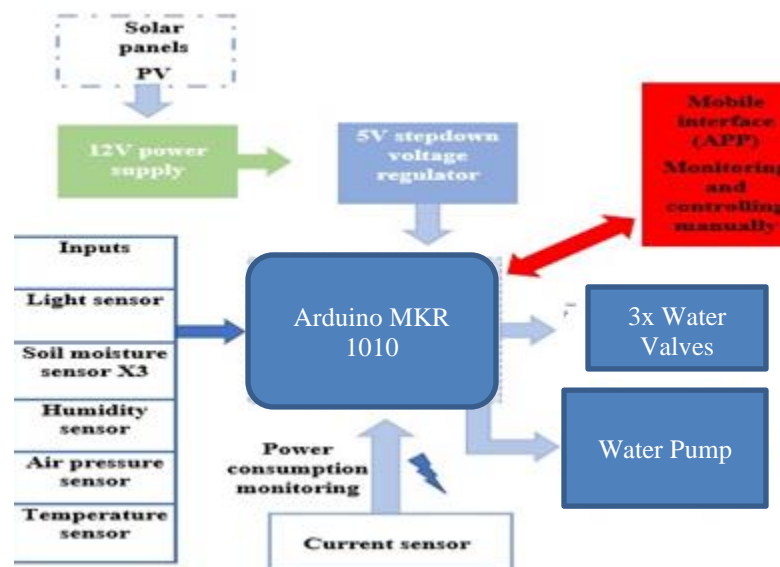 Solar
panels
PV
12V power
supply
5V stepdown
voltage
regulator
Mobile
interface
(APP)
Monitoring
and
controlling
manually
Inputs
Light sensor
Soil moisture
sensor X3
Humidity
sensor
Air pressure
sensor
Temperature
sensor
Arduino MKR
1010
3x Water
Valves
Water Pump
Power
consumption
monitoring
Current sensor